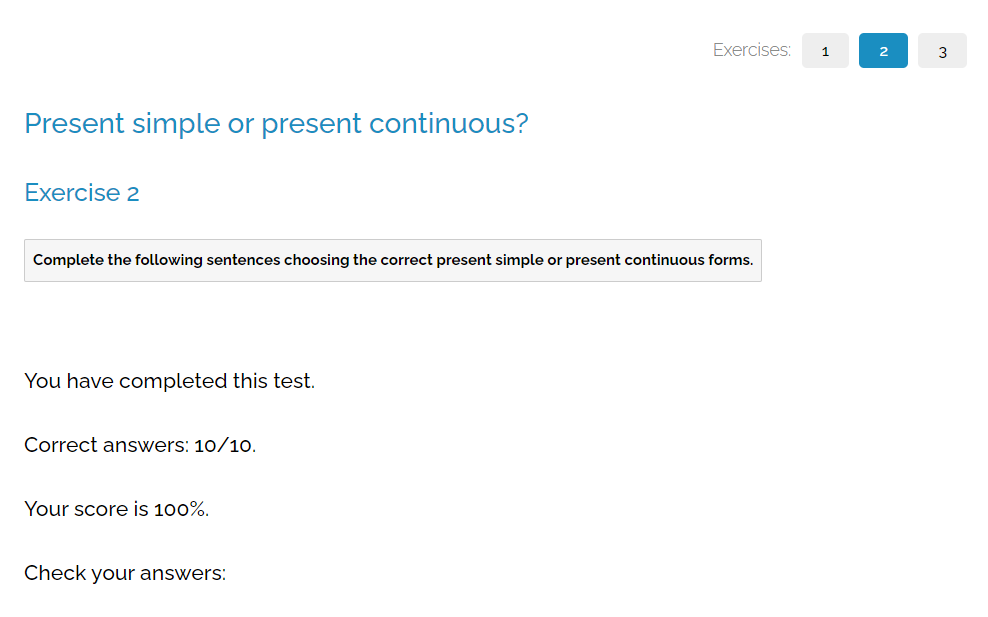 Exercises: 1 2 3
Present simple or present continuous?
Exercise 2
Complete the following sentences choosing the correct present simple or present continuous forms.
You have completed this test.
Correct answers: 10/10.
Your score is 100%.
Check your answers: